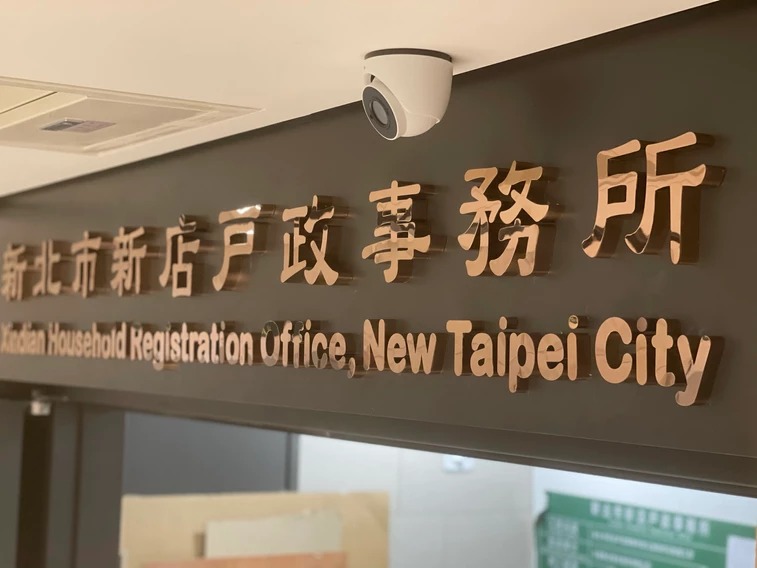 新北市新店戶政事務所
Xindian Household Registration Office, New Taipei City